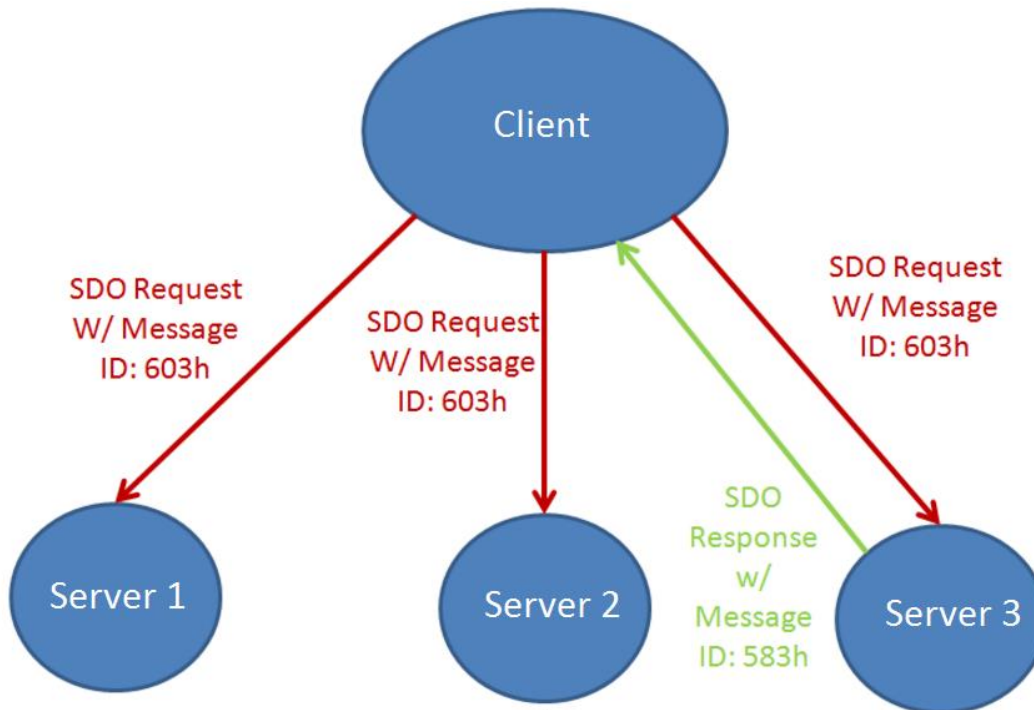 Client
SDO Request
W/ Message
ID: 603h
SDO Request
W/ Message
ID: 603h
SDO Request
W/ Message
ID: 603h
SDO
Response
w/
Message
ID: 583h
Server 1
Server 2
Server 3